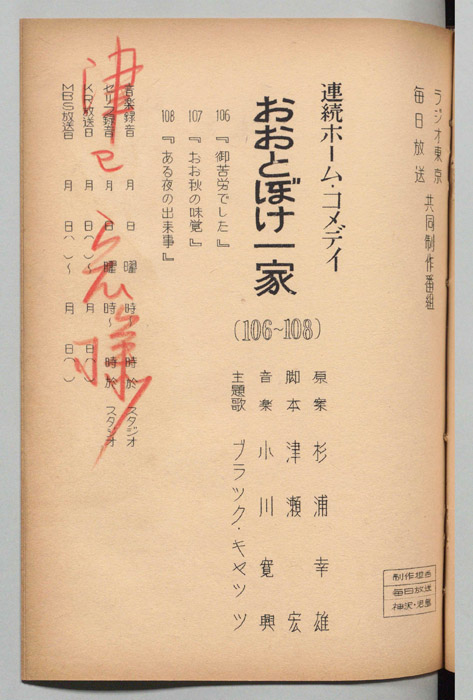 ラジオ東京
毎日放送 共同制作番組
連続ホーム・コメディ
おおとぼけ一家
(106~108)
106『御苦労でした』
107『おお秋の味覚』
108『ある夜の出来事』
原案 杉浦幸雄
脚本 津瀬宏
音楽 小川寛興
主題歌 ブラック・キャッツ
音楽録音 月 日 曜 時 於 スタジオ
セリフ録音 月 日 曜 時~ 時 於 スタジオ
KR放送日 月 日( )~ 月 日( )
MBS放送日 月 日( )~ 月 日( )
様
制作担当
毎日放送
神沢・